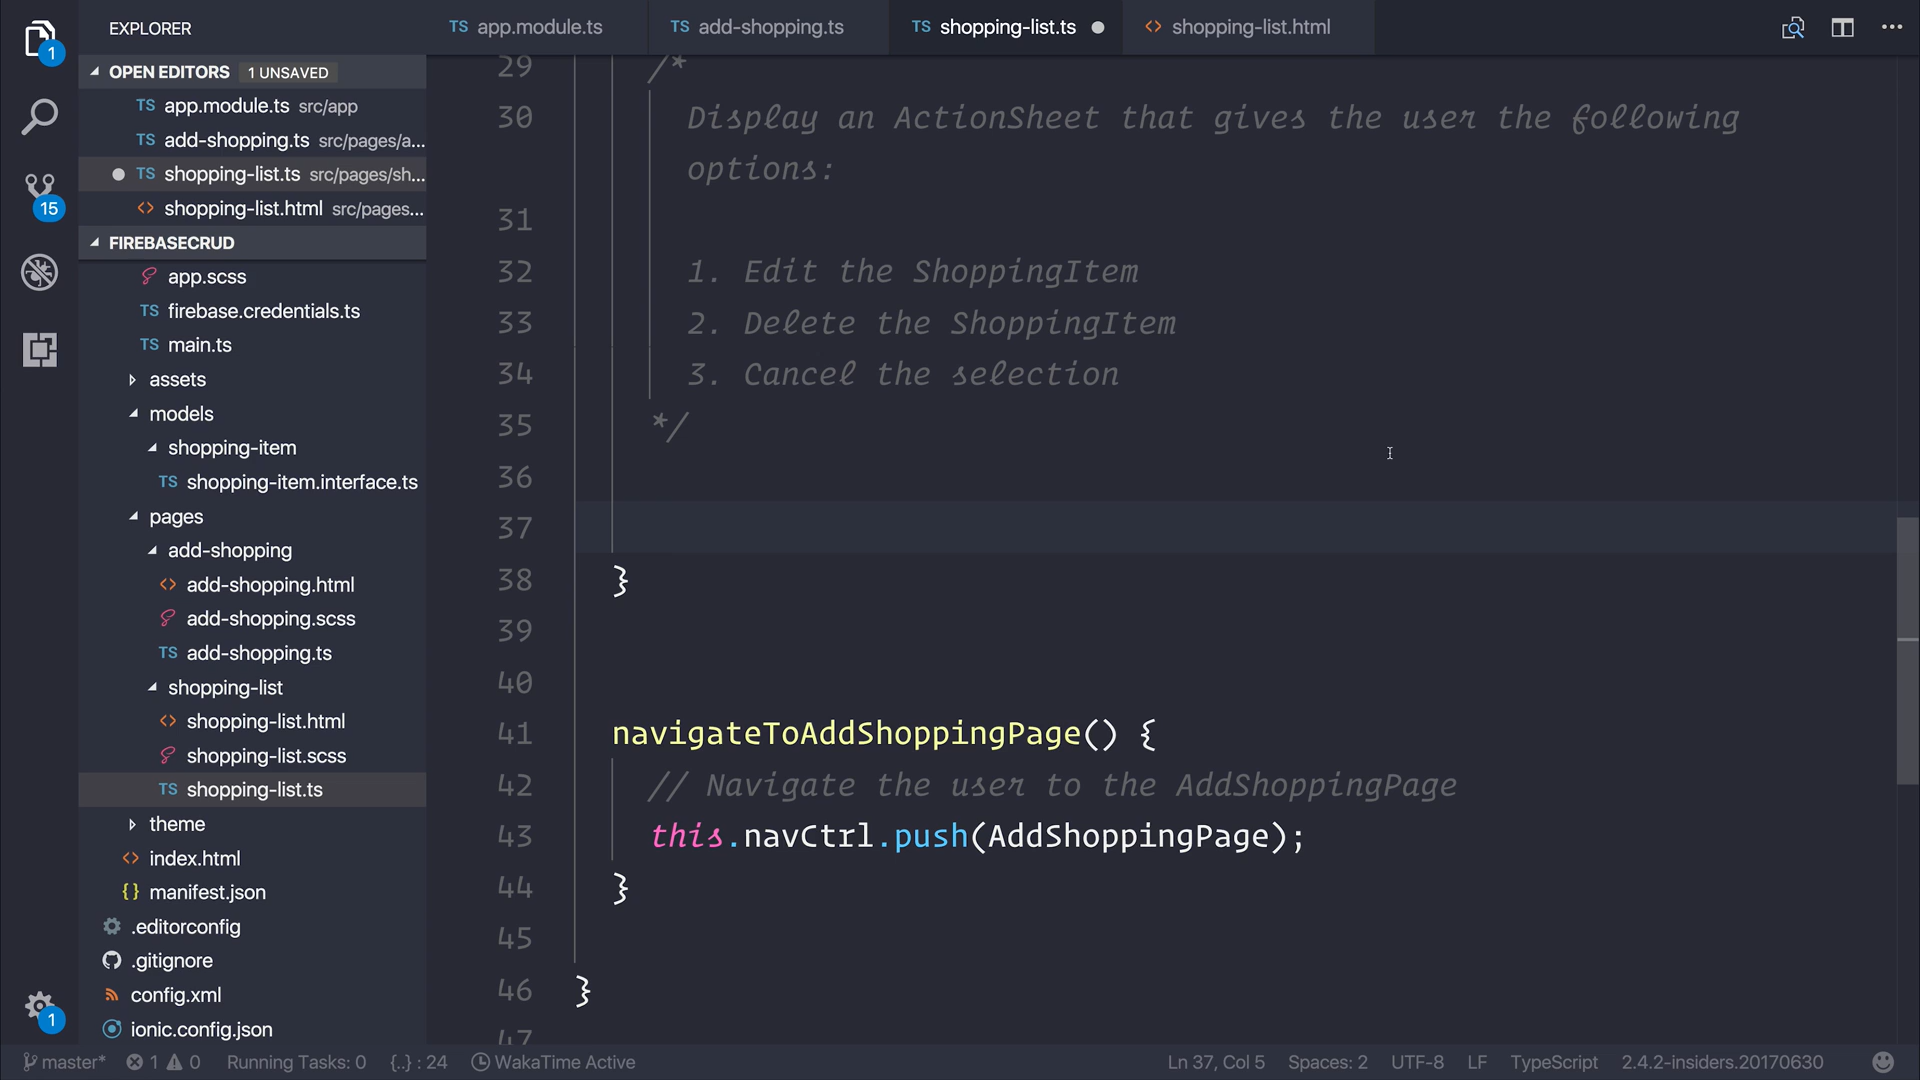 EXPLORER
TS app.module.ts
TS add-shopping.ts
TS shopping-list.ts
<> shopping-list.html
1
OPEN EDITORS 1 UNSAVED
TS app.module.ts src/app
TS add-shopping.ts src/pages/a...
TS shopping-list.ts src/pages/sh...
<> shopping-list.html src/pages...
15
FIREBASECRUD
app.scss
TS firebase.credentials.ts
TS main.ts
assets
models
shopping-item
TS shopping-item.interface.ts
pages
add-shopping
<> add-shopping.html
add-shopping.scss
TS add-shopping.ts
shopping-list
<> shopping-list.html
shopping-list.scss
TS shopping-list.ts
theme
<> index.html
{} manifest.json
.editorconfig
.gitignore
config.xml
ionic.config.json
1
29 /*
30 Display an ActionSheet that gives the user the following
options:
31
32 1. Edit the ShoppingItem
33 2. Delete the ShoppingItem
34 3. Cancel the selection
35 */
36
37
38 }
39
40
41 navigateToAddShoppingPage() {
42 // Navigate the user to the AddShoppingPage
43 this.navCtrl.push(AddShoppingPage);
44 }
45
46 }
47
master* 1 0 Running Tasks: 0 {..} : 24 WakaTime Active Ln 37, Col 5 Spaces: 2 UTF-8 LF TypeScript 2.4.2-insiders.20170630